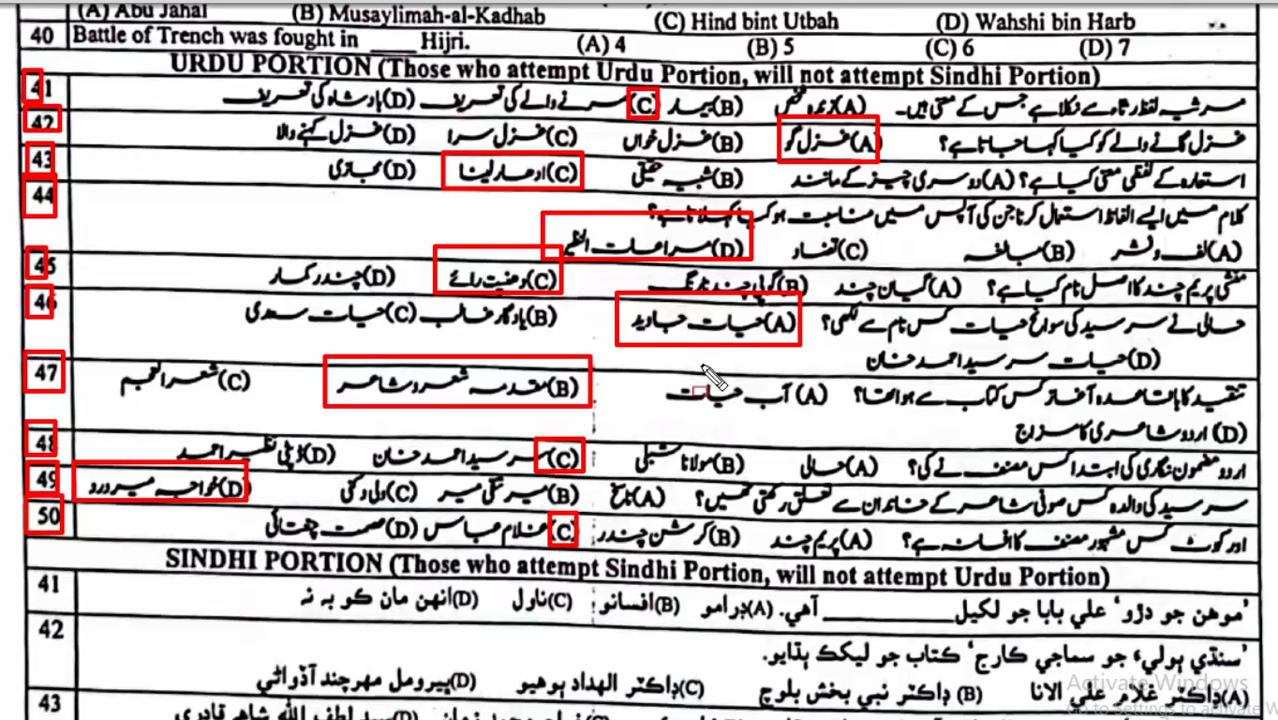 (A) Abu Jahal (B) Musaylimah-al-Kadhab (C) Hind bint Utbah (D) Wahshi bin Harb
40 Battle of Trench was fought in ____ Hijri. (A) 4 (B) 5 (C) 6 (D) 7
URDU PORTION (Those who attempt Urdu Portion, will not attempt Sindhi Portion)
41 مرثیہ لفظ رثاء سے نکلا ہے جس کے معنی ہیں۔ (A) زندہ شخص (B) بیمار (C) مرنے والے کی تعریف (D) بادشاہ کی تعریف
42 غزل گانے والے کو کیا کہا جاتا ہے؟ (A) غزل گو (B) غزل خواں (C) غزل سرا (D) غزل کہنے والا
43 استعارہ کے لفظی معنی کیا ہے؟ (A) دوسری چیز کے مانند (B) شبیہ حقیقی (C) ادھار لینا (D) مجازی
44 کلام میں ایسے الفاظ استعمال کرنا جن کی آپس میں مناسبت ہو کیا کہلاتا ہے؟
(A) لف و نشر (B) مبالغہ (C) تضاد (D) مراعات النظیر
45 منشی پریم چند کا اصل نام کیا ہے؟ (A) گیان چند (B) گوپی چند نارنگ (C) دھنپت رائے (D) چندر کمار
46 حالی نے سرسید کی سوانح حیات کس نام سے لکھی؟ (A) حیات جاوید (B) یادگار غالب (C) حیات سعدی
(D) حیات سرسید احمد خان
47 تنقید کا باقاعدہ آغاز کس کتاب سے ہوا تھا؟ (A) آب حیات (B) مقدمہ شعر و شاعر (C) شعر العجم
(D) اردو شاعری کا مزاج
48 اردو مضمون نگاری کی ابتدا کس مصنف نے کی؟ (A) حالی (B) مولانا شبلی (C) سرسید احمد خان (D) ڈپٹی نظیر احمد
49 سرسید کی والدہ کس صوفی شاعر کے خاندان سے تعلق رکھتی تھیں؟ (A) ناسخ (B) میر تقی میر (C) ولی دکنی (D) خواجہ میر درد
50 اور کوٹ کس مشہور مصنف کا افسانہ ہے؟ (A) پریم چند (B) کرشن چندر (C) غلام عباس (D) عصمت چغتائی
SINDHI PORTION (Those who attempt Sindhi Portion, will not attempt Urdu Portion)
41 ’موهن جو دڙو‘ علي بابا جو لکيل ________ آهي. (A) ڊرامو (B) افسانو (C) ناول (D) انهن مان ڪو به نہ
42 ’سنڌي ٻوليءَ جو سماجي ڪارج‘ ڪتاب جو ليکڪ ٻڌايو.
(A) ڊاڪٽر غلام علي الانا (B) ڊاڪٽر نبي بخش بلوچ (C) ڊاڪٽر الهداد ٻوهيو (D) ڀيرومل مهرچند آڏواڻي
43
Activate Windows